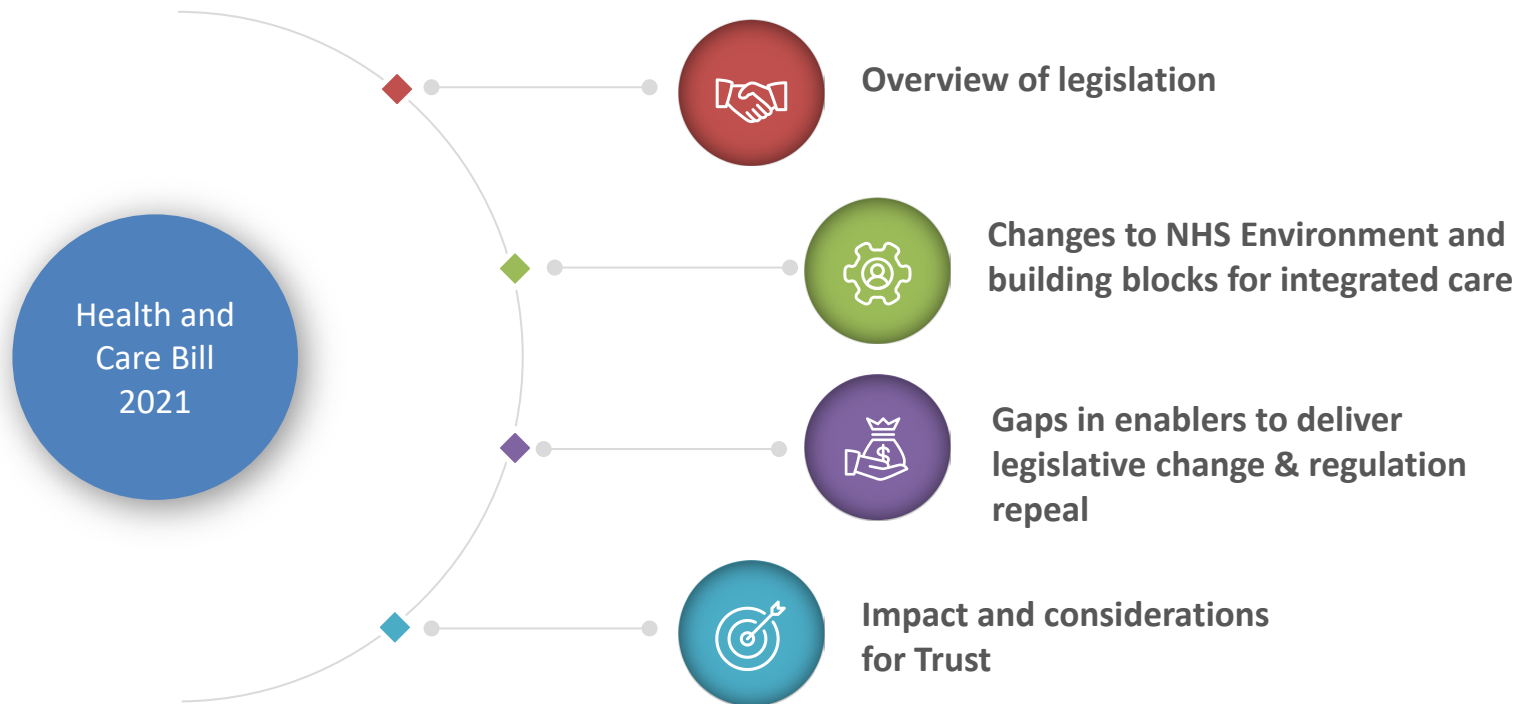 Health and
Care Bill
2021
Overview of legislation
Changes to NHS Environment and
building blocks for integrated care
$
Gaps in enablers to deliver
legislative change & regulation
repeal
Impact and considerations
for Trust